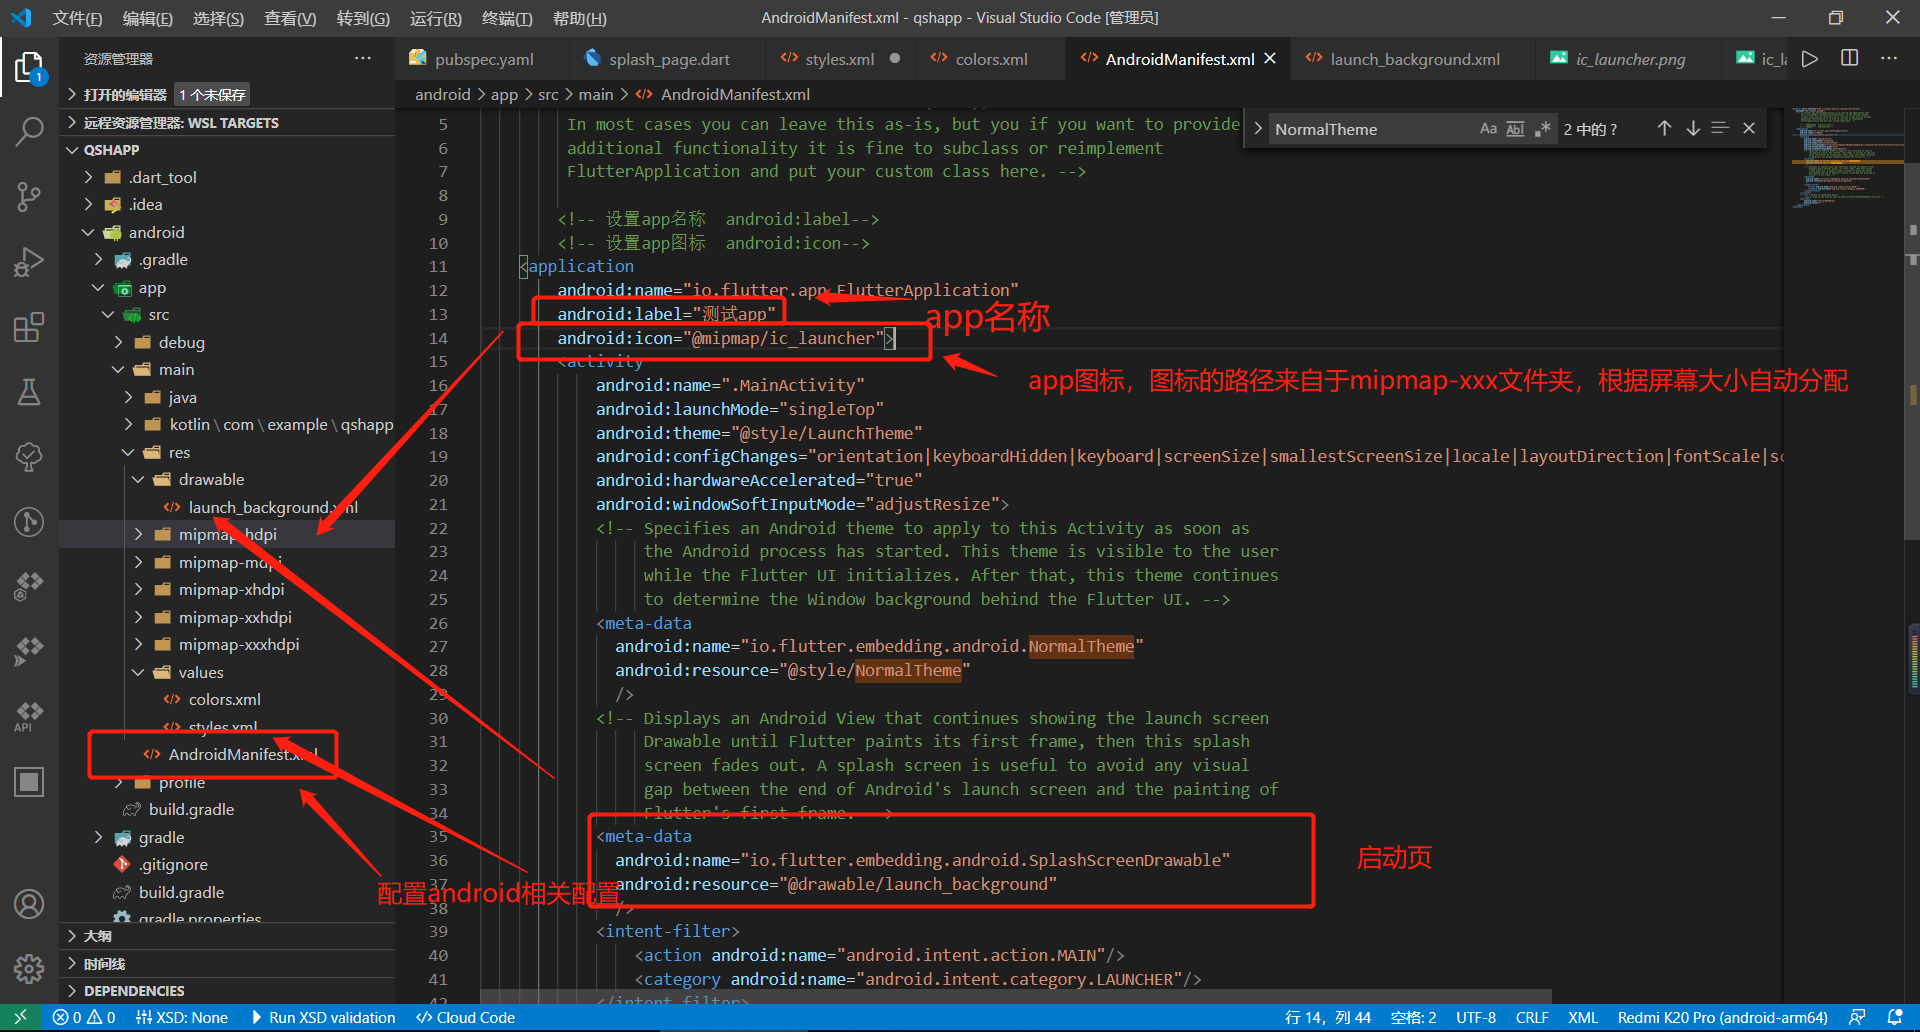 文件(F) 编辑(E) 选择(S) 查看(V) 转到(G) 运行(R) 终端(T) 帮助(H) AndroidManifest.xml - qshapp - Visual Studio Code [管理员]
资源管理器 ··· pubspec.yaml splash_page.dart styles.xml colors.xml AndroidManifest.xml launch_background.xml ic_launcher.png
1
打开的编辑器 1 个未保存
android > app > src > main > AndroidManifest.xml
远程资源管理器: WSL TARGETS
NormalTheme Aa Abl .* 2 中的 ?
QSHAPP
.dart_tool
.idea
android
.gradle
app
src
debug
main
java
kotlin \ com \ example \ qshapp
res
drawable
launch_background.xml
mipmap-hdpi
mipmap-mdpi
mipmap-xhdpi
mipmap-xxhdpi
mipmap-xxxhdpi
values
colors.xml
styles.xml
AndroidManifest.xml
profile
build.gradle
gradle
.gitignore
build.gradle
gradle.properties
大纲
时间线
DEPENDENCIES
API
5 In most cases you can leave this as-is, but you if you want to provide
6 additional functionality it is fine to subclass or reimplement
7 FlutterApplication and put your custom class here. -->
8
9 <!-- 设置app名称 android:label-->
10 <!-- 设置app图标 android:icon-->
11 <application
12 android:name="io.flutter.app.FlutterApplication"
13 android:label="测试app"
app名称
14 android:icon="@mipmap/ic_launcher">
15 <activity
app图标，图标的路径来自于mipmap-xxx文件夹，根据屏幕大小自动分配
16 android:name=".MainActivity"
17 android:launchMode="singleTop"
18 android:theme="@style/LaunchTheme"
19 android:configChanges="orientation|keyboardHidden|keyboard|screenSize|smallestScreenSize|locale|layoutDirection|fontScale|sc
20 android:hardwareAccelerated="true"
21 android:windowSoftInputMode="adjustResize">
22 <!-- Specifies an Android theme to apply to this Activity as soon as
23 the Android process has started. This theme is visible to the user
24 while the Flutter UI initializes. After that, this theme continues
25 to determine the Window background behind the Flutter UI. -->
26 <meta-data
27 android:name="io.flutter.embedding.android.NormalTheme"
28 android:resource="@style/NormalTheme"
29 />
30 <!-- Displays an Android View that continues showing the launch screen
31 Drawable until Flutter paints its first frame, then this splash
32 screen fades out. A splash screen is useful to avoid any visual
33 gap between the end of Android's launch screen and the painting of
34 Flutter's first frame. -->
35 <meta-data
36 android:name="io.flutter.embedding.android.SplashScreenDrawable"
启动页
37 android:resource="@drawable/launch_background"
配置android相关配置
38 />
39 <intent-filter>
40 <action android:name="android.intent.action.MAIN"/>
41 <category android:name="android.intent.category.LAUNCHER"/>
42 </intent-filter>
0 0 XSD: None Run XSD validation Cloud Code 行 14，列 44 空格: 2 UTF-8 CRLF XML Redmi K20 Pro (android-arm64)